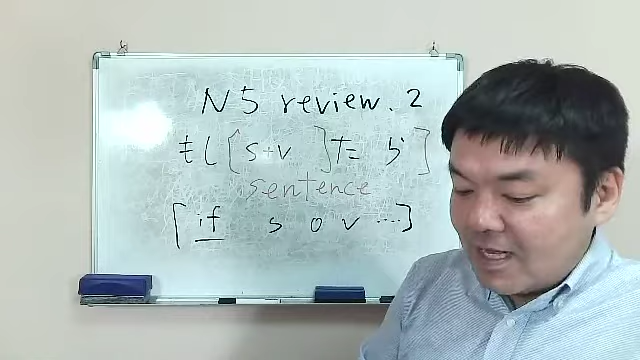 N5 review. 2
もし[S+V ]たら]
sentence
[if S O V ....]